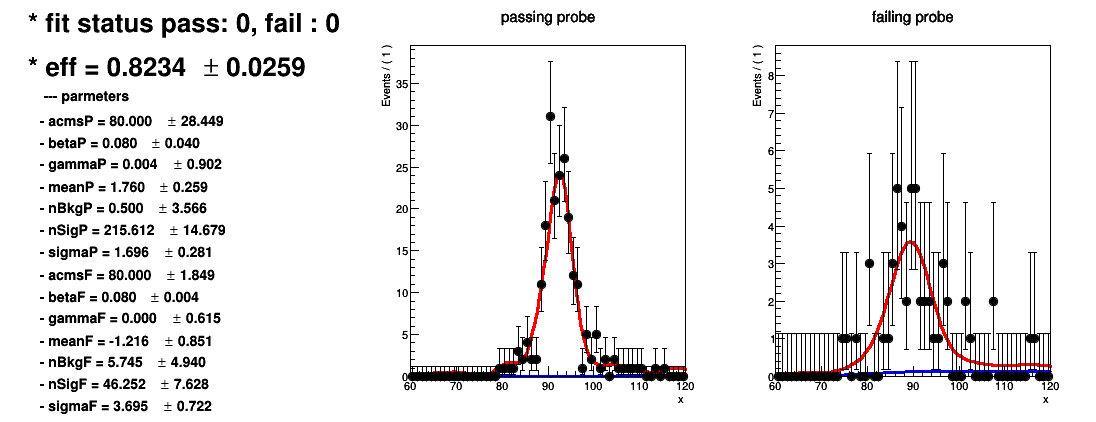 * fit status pass: 0, fail : 0
* eff = 0.8234 ± 0.0259
--- parmeters
- acmsP = 80.000 ± 28.449
- betaP = 0.080 ± 0.040
- gammaP = 0.004 ± 0.902
- meanP = 1.760 ± 0.259
- nBkgP = 0.500 ± 3.566
- nSigP = 215.612 ± 14.679
- sigmaP = 1.696 ± 0.281
- acmsF = 80.000 ± 1.849
- betaF = 0.080 ± 0.004
- gammaF = 0.000 ± 0.615
- meanF = -1.216 ± 0.851
- nBkgF = 5.745 ± 4.940
- nSigF = 46.252 ± 7.628
- sigmaF = 3.695 ± 0.722
passing probe
Events / ( 1 )
35
30
25
20
15
10
5
0
60 70 80 90 100 110 120
x
failing probe
Events / ( 1 )
8
7
6
5
4
3
2
1
0
60 70 80 90 100 110 120
x